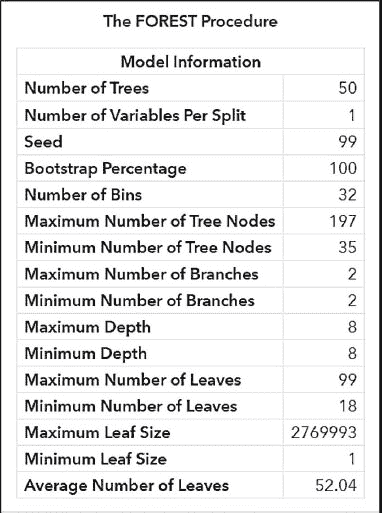 The FOREST Procedure
Model Information
Number of Trees 50
Number of Variables Per Split 1
Seed 99
Bootstrap Percentage 100
Number of Bins 32
Maximum Number of Tree Nodes 197
Minimum Number of Tree Nodes 35
Maximum Number of Branches 2
Minimum Number of Branches 2
Maximum Depth 8
Minimum Depth 8
Maximum Number of Leaves 99
Minimum Number of Leaves 18
Maximum Leaf Size 2769993
Minimum Leaf Size 1
Average Number of Leaves 52.04